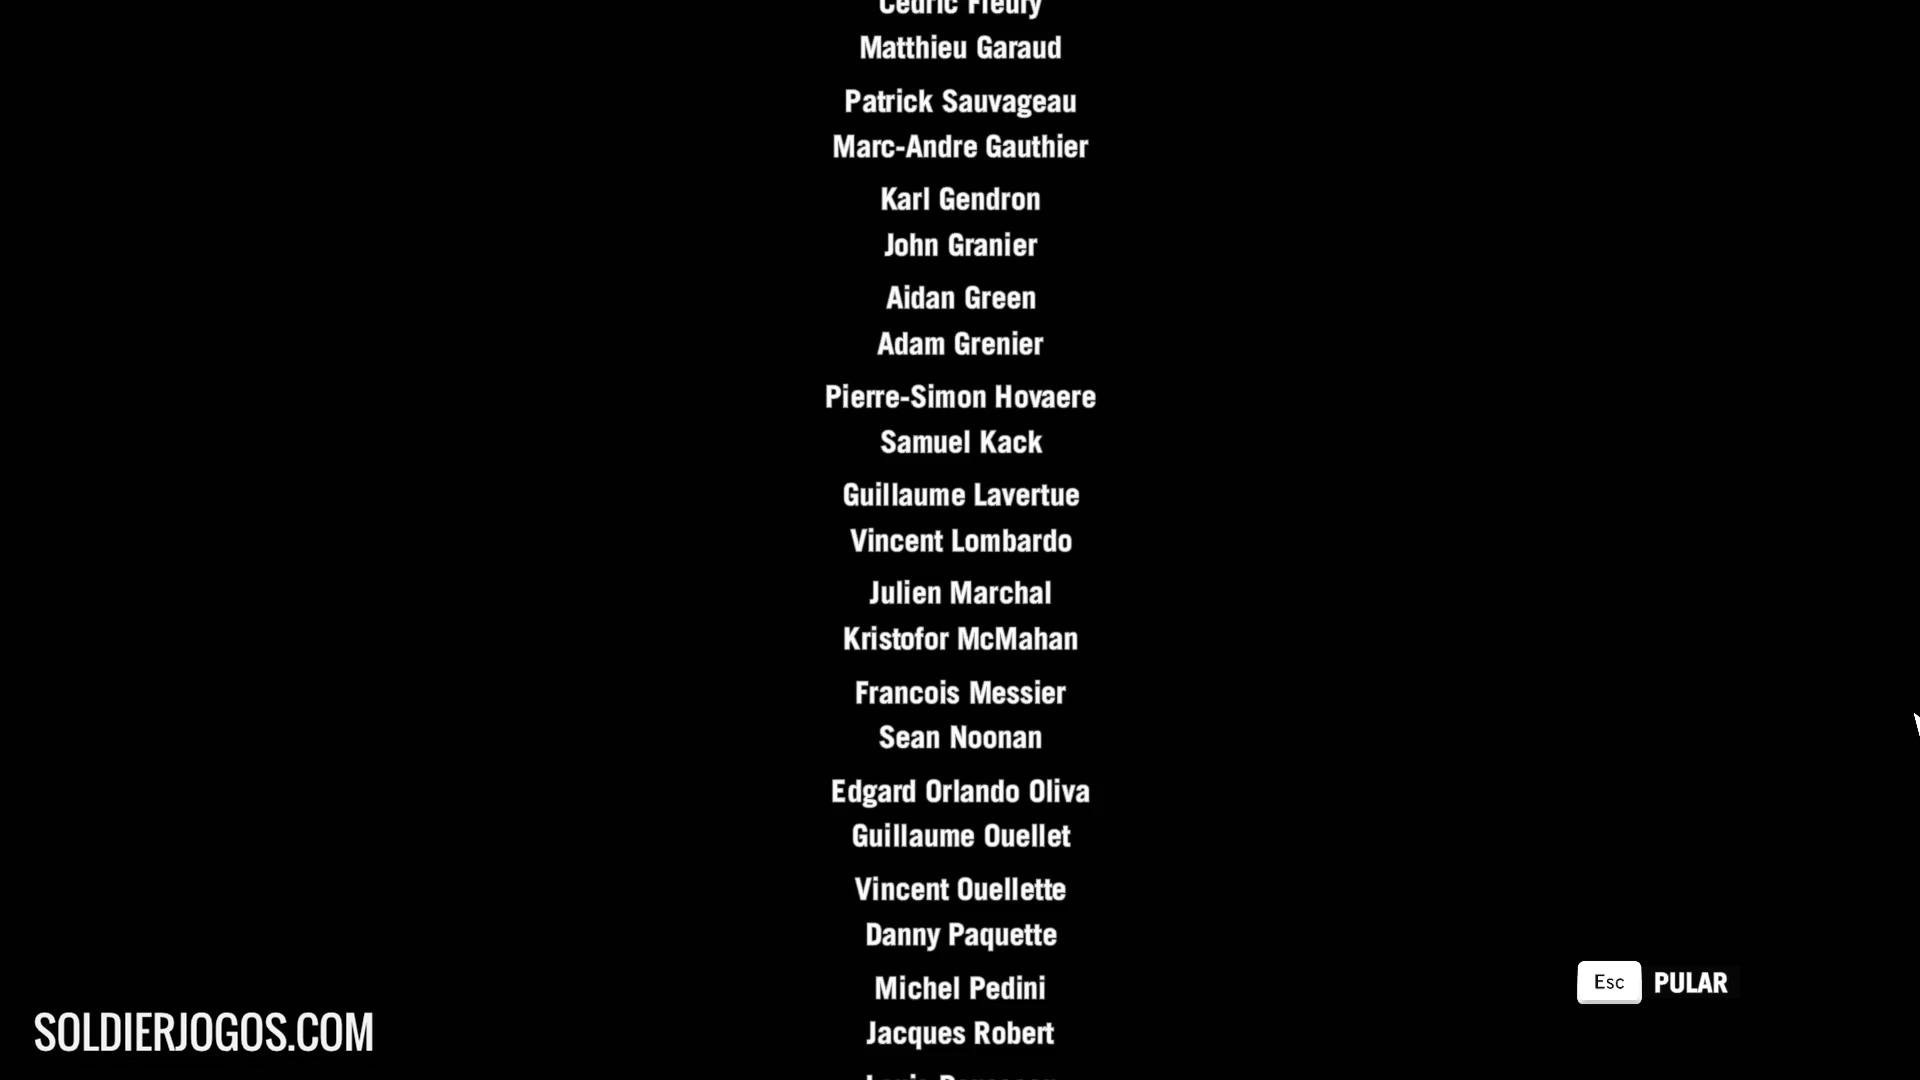 Cedric Fleury
Matthieu Garaud
Patrick Sauvageau
Marc-Andre Gauthier
Karl Gendron
John Granier
Aidan Green
Adam Grenier
Pierre-Simon Hovaere
Samuel Kack
Guillaume Lavertue
Vincent Lombardo
Julien Marchal
Kristofor McMahan
Francois Messier
Sean Noonan
Edgard Orlando Oliva
Guillaume Ouellet
Vincent Ouellette
Danny Paquette
Michel Pedini
Esc PULAR
Jacques Robert
SOLDIERJOGOS.COM